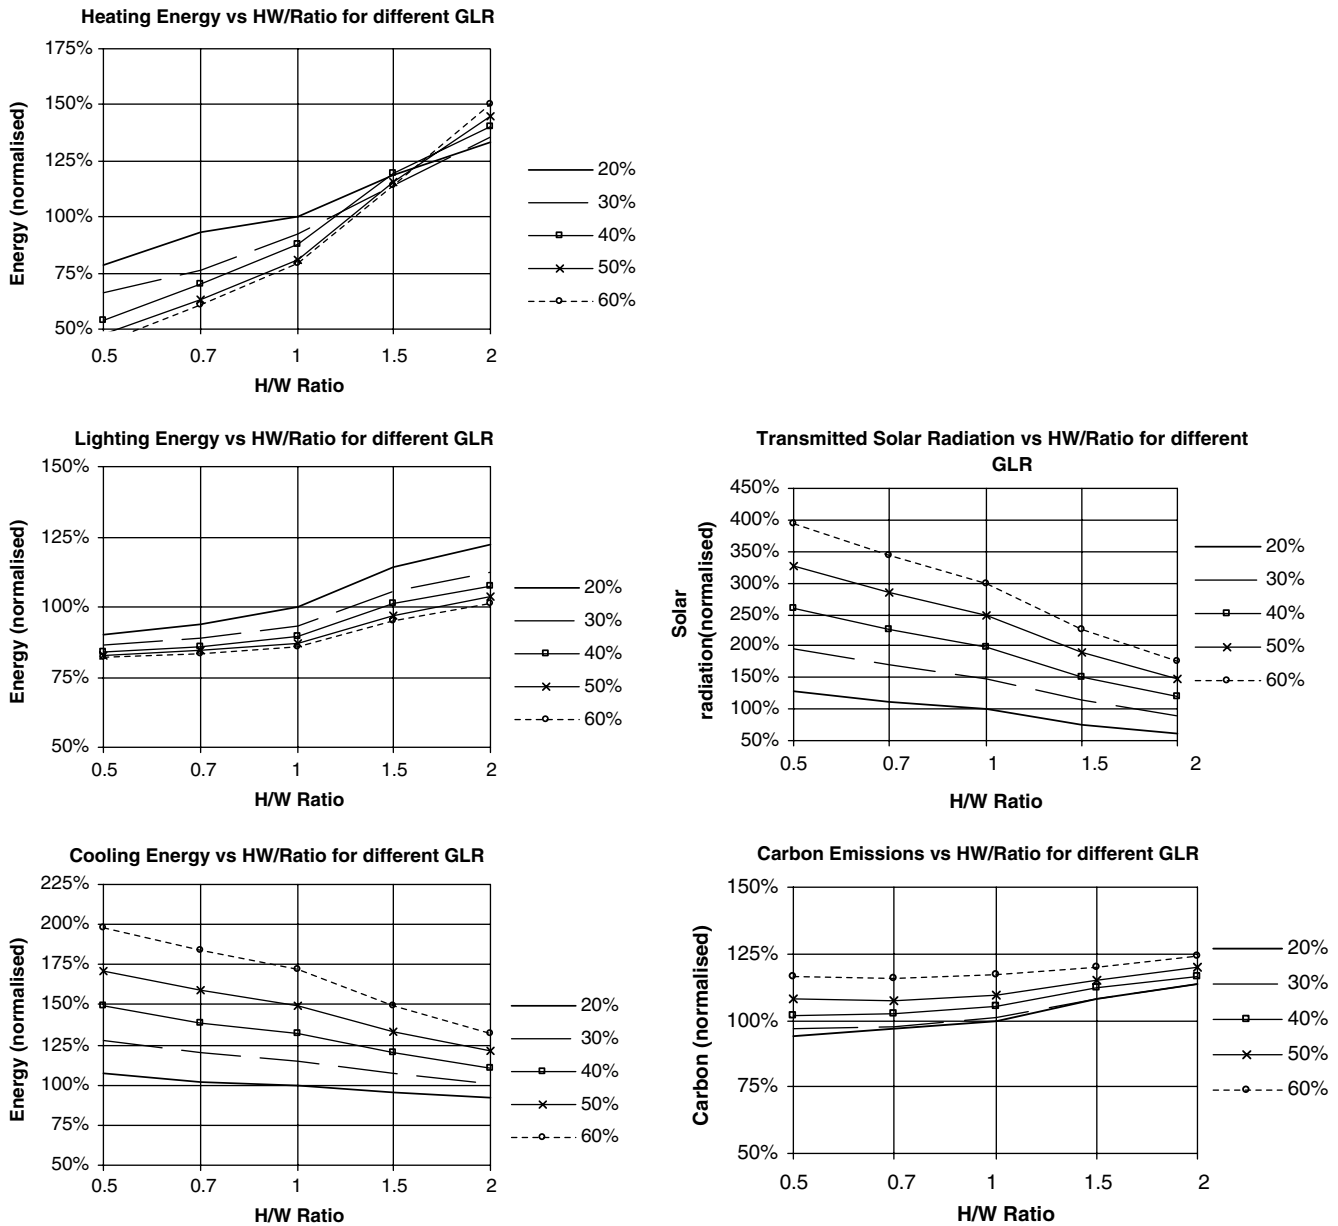 Heating Energy vs HW/Ratio for different GLR
Energy (normalised)
175%
150%
125%
100%
75%
50%
0.5 0.7 1 1.5 2
H/W Ratio
20%
30%
40%
50%
60%
Lighting Energy vs HW/Ratio for different GLR
Energy (normalised)
150%
125%
100%
75%
50%
0.5 0.7 1 1.5 2
H/W Ratio
20%
30%
40%
50%
60%
Transmitted Solar Radiation vs HW/Ratio for different
GLR
Solar
radiation(normalised)
450%
400%
350%
300%
250%
200%
150%
100%
50%
0.5 0.7 1 1.5 2
H/W Ratio
20%
30%
40%
50%
60%
Cooling Energy vs HW/Ratio for different GLR
Energy (normalised)
225%
200%
175%
150%
125%
100%
75%
50%
0.5 0.7 1 1.5 2
H/W Ratio
20%
30%
40%
50%
60%
Carbon Emissions vs HW/Ratio for different GLR
Carbon (normalised)
150%
125%
100%
75%
50%
0.5 0.7 1 1.5 2
H/W Ratio
20%
30%
40%
50%
60%